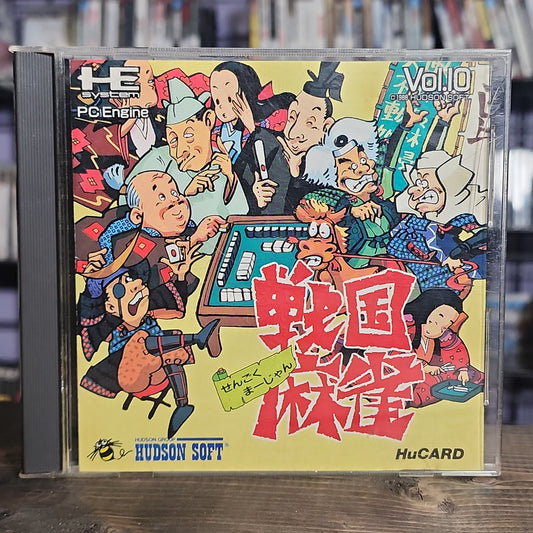 HE
SYSTEM
PC Engine
Vol.10
©1988 HUDSON SOFT
戦国
麻雀
せんごく
まーじゃん
HUDSON GROUP
HUDSON SOFT®
HuCARD